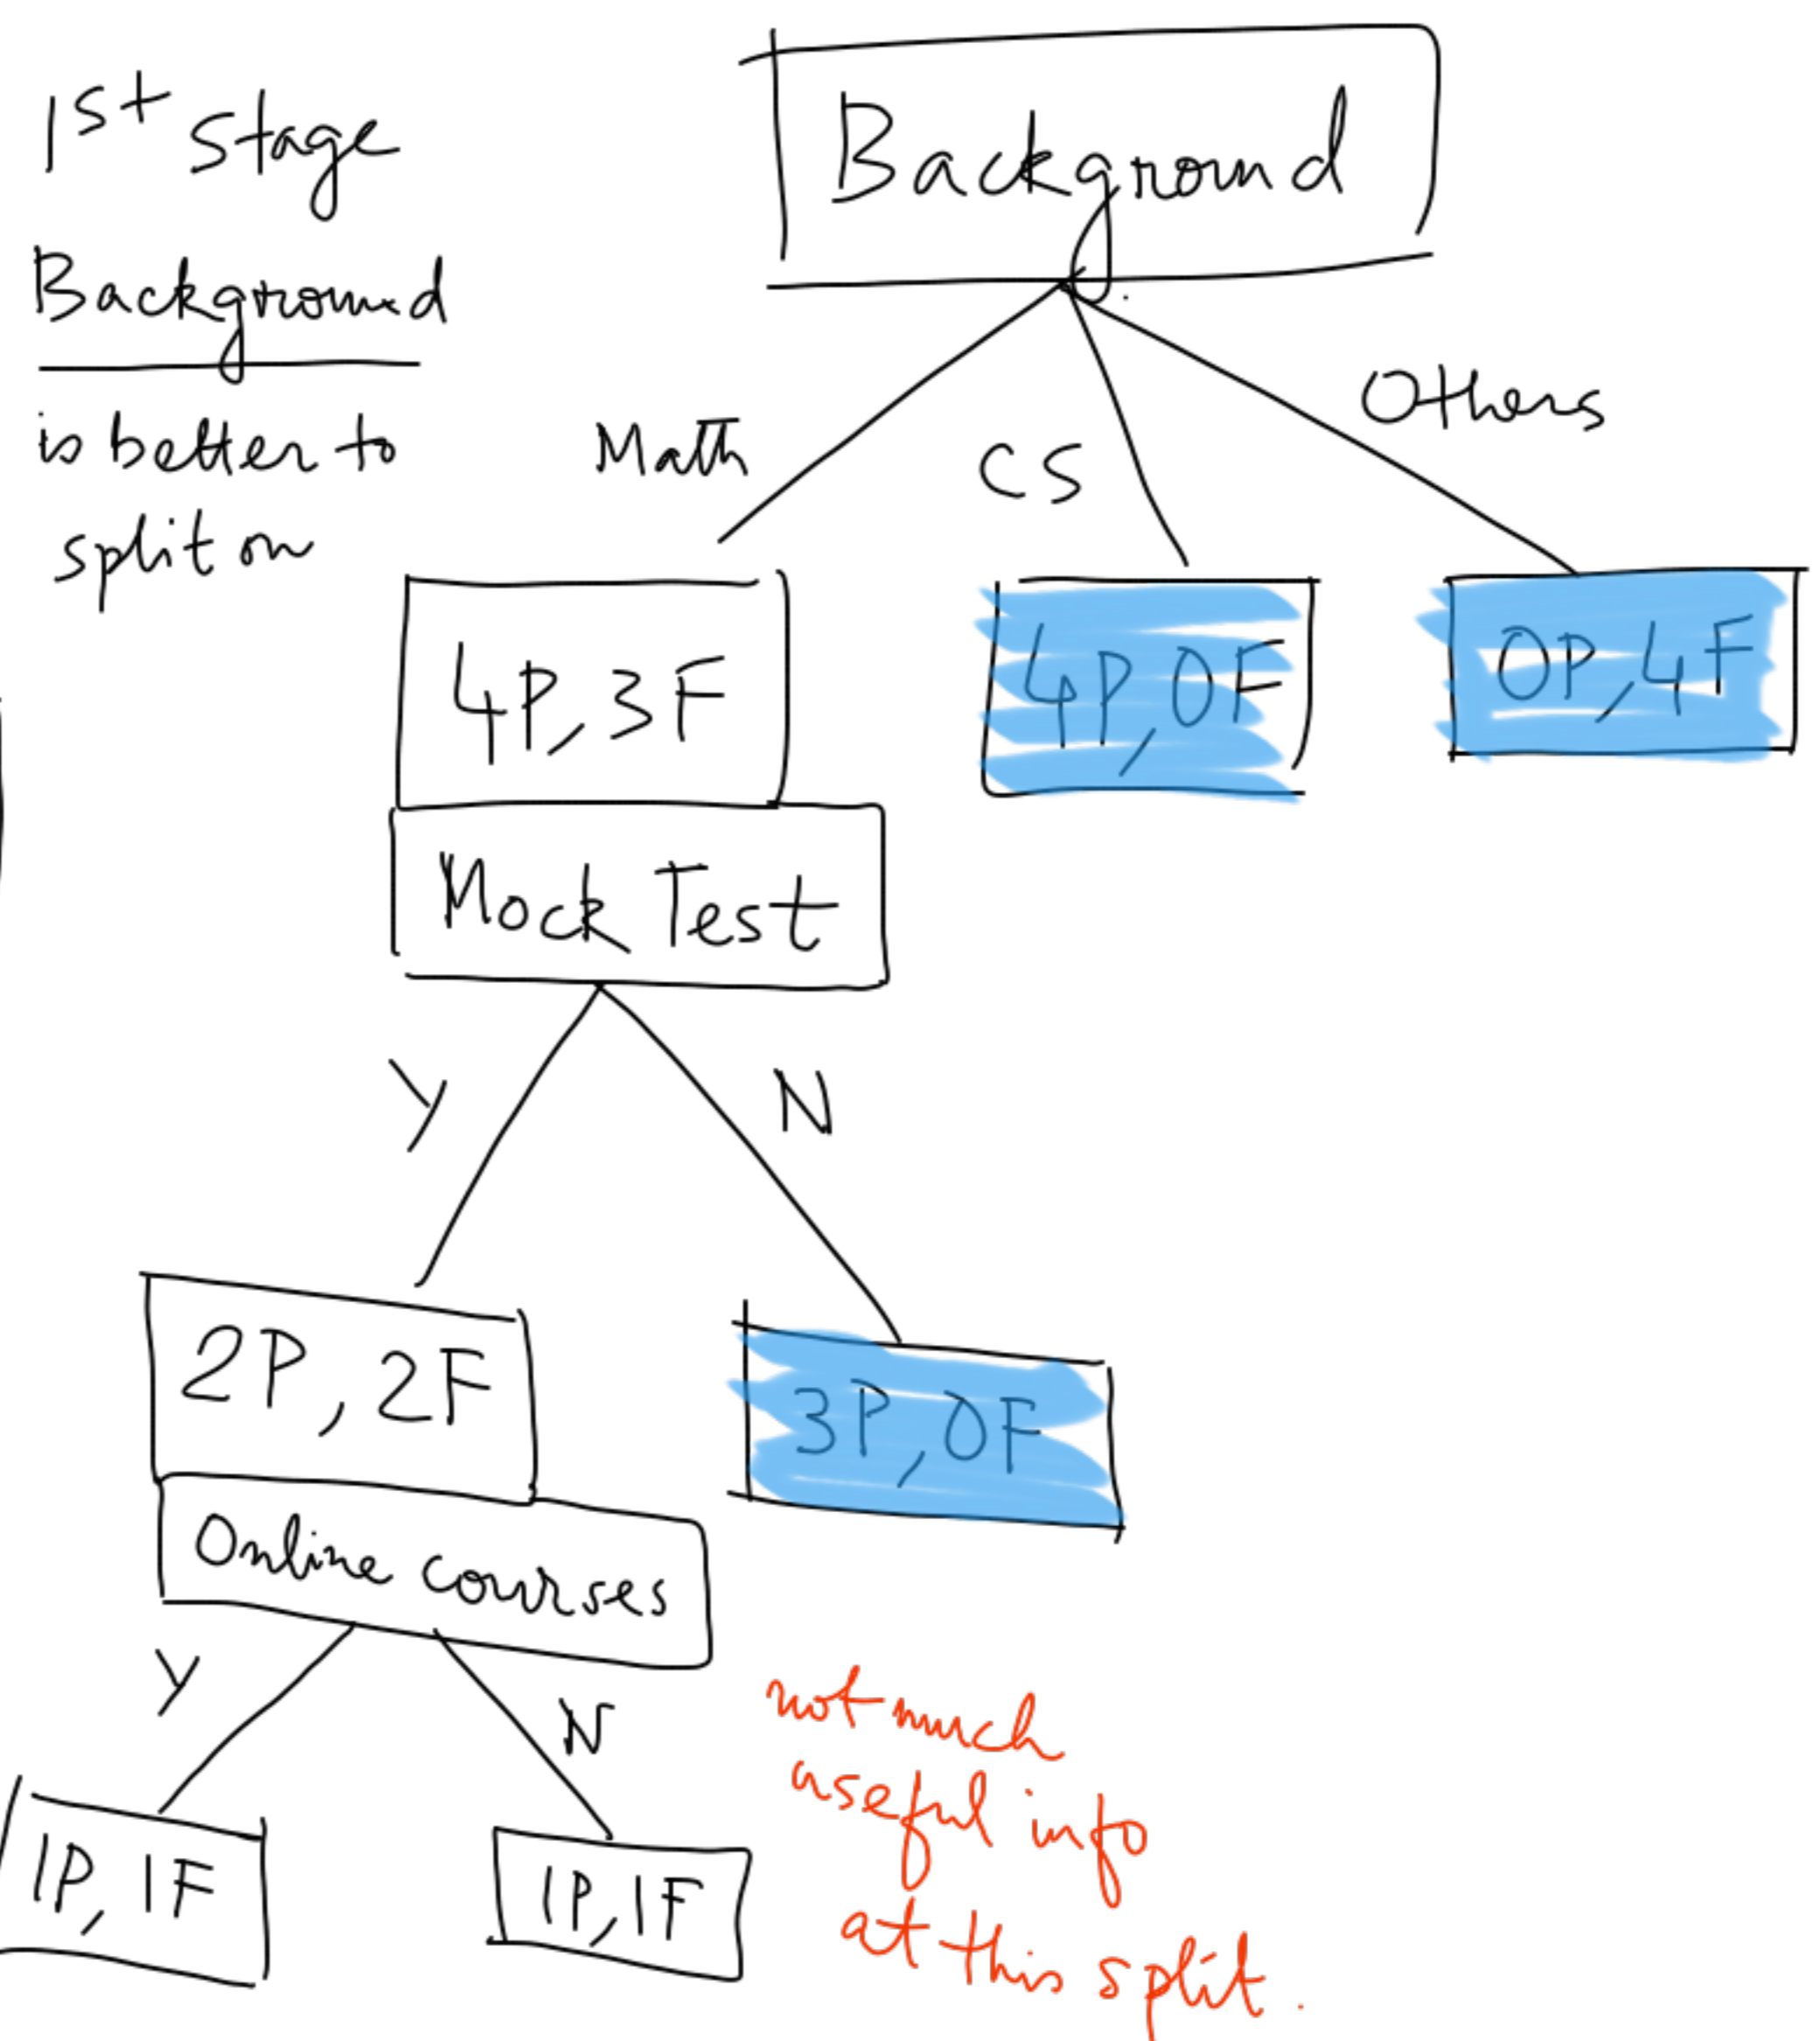 1st stage
Background
is better to
split on
Background
Math
CS
Others
4P, 3F
4P, 0F
0P, 4F
Mock Test
Y
N
2P, 2F
3P, 0F
Online courses
Y
N
1P, 1F
1P, 1F
not much
useful info
at this split.